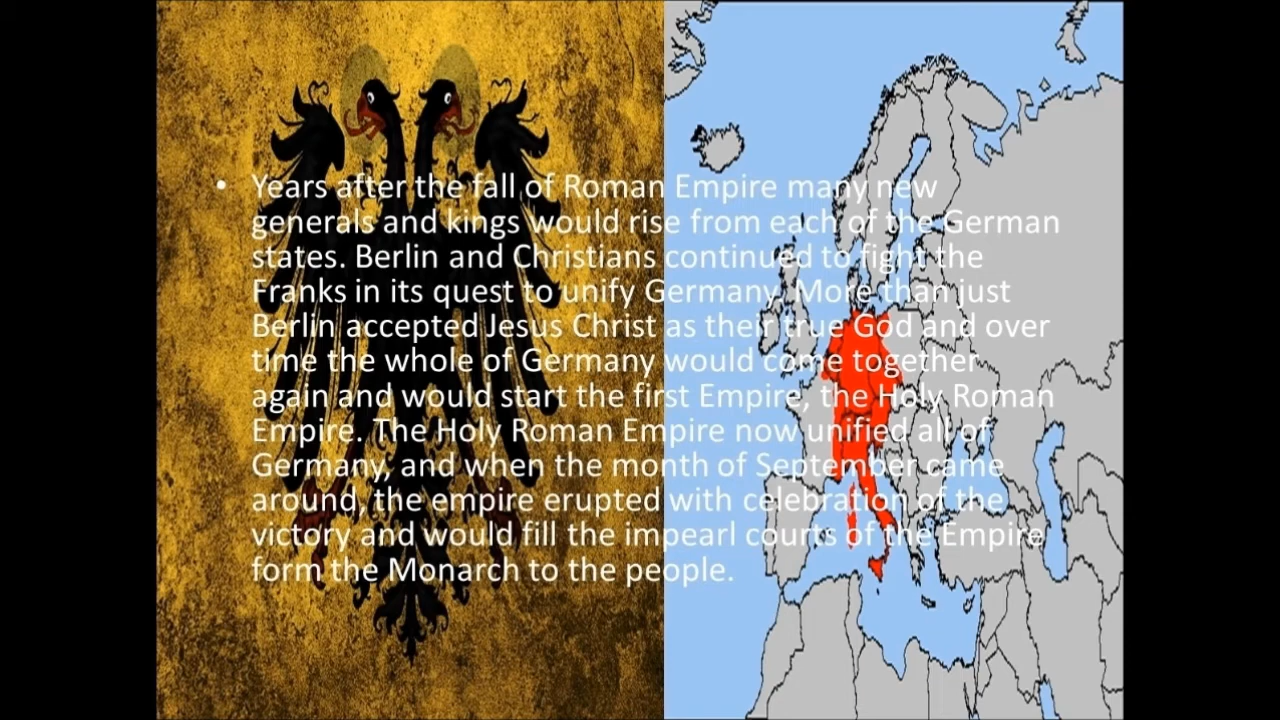 • Years after the fall of Roman Empire many new
generals and kings would rise from each of the German
states. Berlin and Christians continued to fight the
Franks in its quest to unify Germany. More than just
Berlin accepted Jesus Christ as their true God and over
time the whole of Germany would come together
again and would start the first Empire, the Holy Roman
Empire. The Holy Roman Empire now unified all of
Germany, and when the month of September came
around, the empire erupted with celebration of the
victory and would fill the impearl courts of the Empire
form the Monarch to the people.